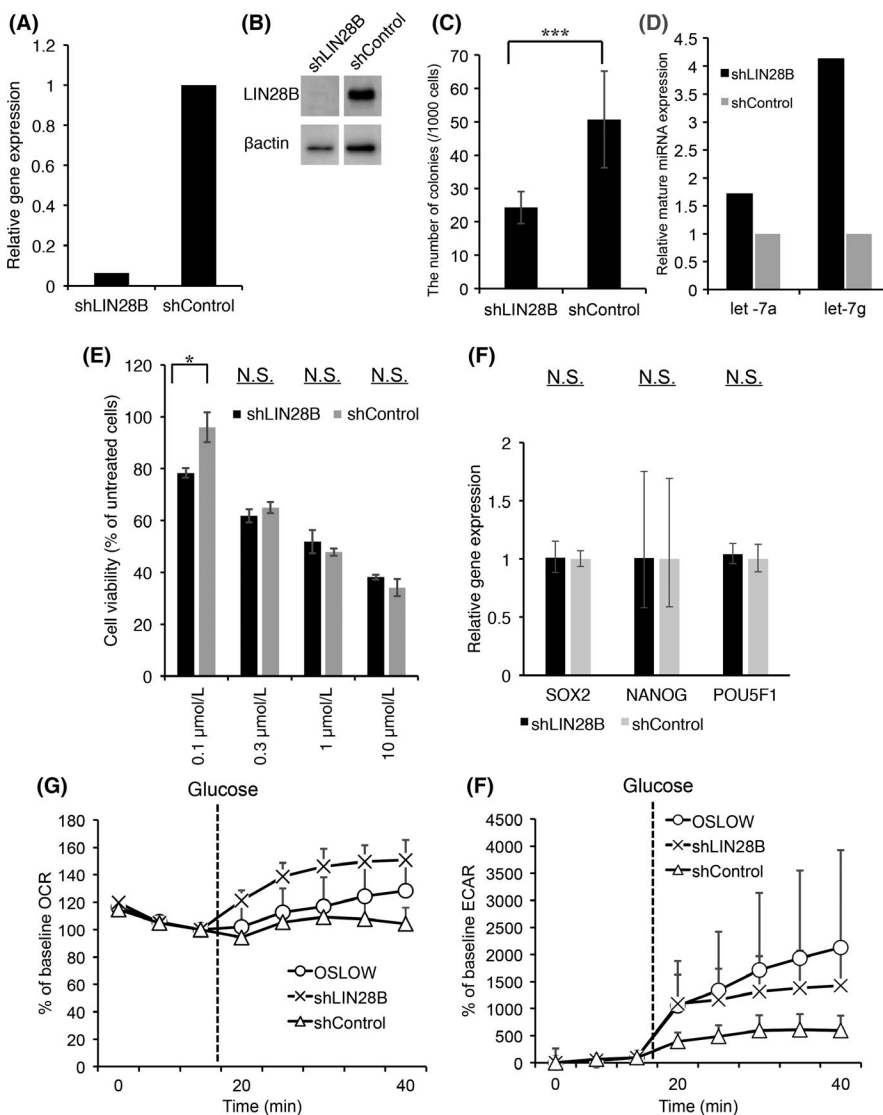 (A)
Relative gene expression
1.2
1
0.8
0.6
0.4
0.2
0
shLIN28B
shControl
(B)
shLIN28B
shControl
LIN28B
βactin
(C)
***
The number of colonies (/1000 cells)
70
60
50
40
30
20
10
0
shLIN28B
shControl
(D)
Relative mature miRNA expression
4.5
4
3.5
3
2.5
2
1.5
1
0.5
0
shLIN28B
shControl
let -7a
let-7g
(E)
Cell viability (% of untreated cells)
120
100
80
60
40
20
0
*
N.S.
N.S.
N.S.
shLIN28B
shControl
0.1 μmol/L
0.3 μmol/L
1 μmol/L
10 μmol/L
(F)
N.S.
N.S.
N.S.
Relative gene expression
2
1.5
1
0.5
0
SOX2
NANOG
POU5F1
shLIN28B
shControl
(G)
Glucose
% of baseline OCR
180
160
140
120
100
80
60
40
20
0
OSLOW
shLIN28B
shControl
0
20
40
Time (min)
(F)
Glucose
% of baseline ECAR
4500
4000
3500
3000
2500
2000
1500
1000
500
0
OSLOW
shLIN28B
shControl
0
20
40
Time (min)